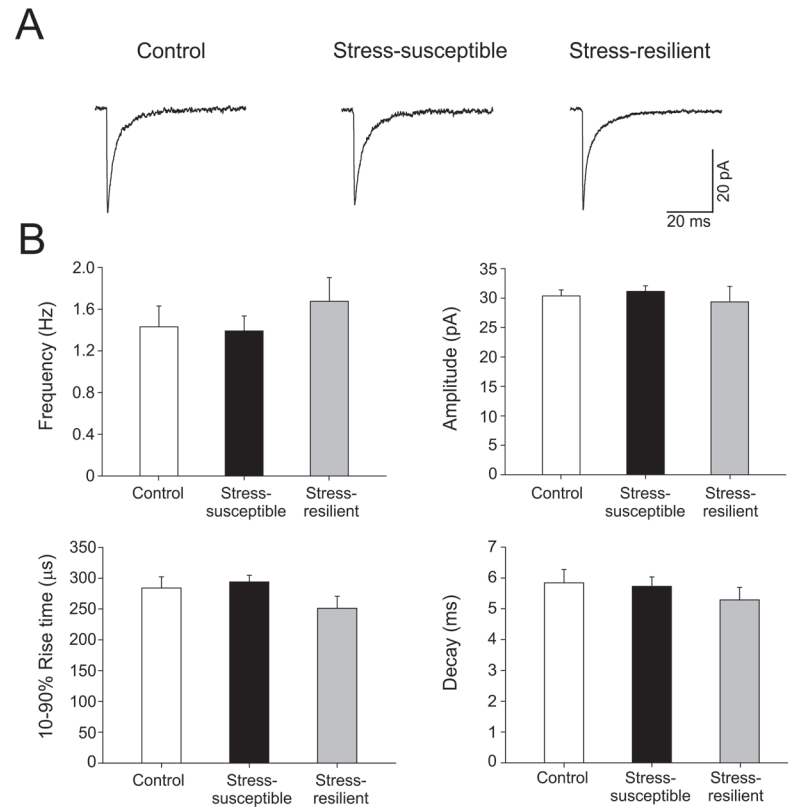 A
Control
Stress-susceptible
Stress-resilient
20 pA
20 ms
B
Frequency (Hz)
2.0
1.6
1.2
0.8
0.4
0
Control
Stress-
susceptible
Stress-
resilient
Amplitude (pA)
35
30
25
20
15
10
5
0
Control
Stress-
susceptible
Stress-
resilient
10-90% Rise time (μs)
350
300
250
200
150
100
50
0
Control
Stress-
susceptible
Stress-
resilient
Decay (ms)
7
6
5
4
3
2
1
0
Control
Stress-
susceptible
Stress-
resilient